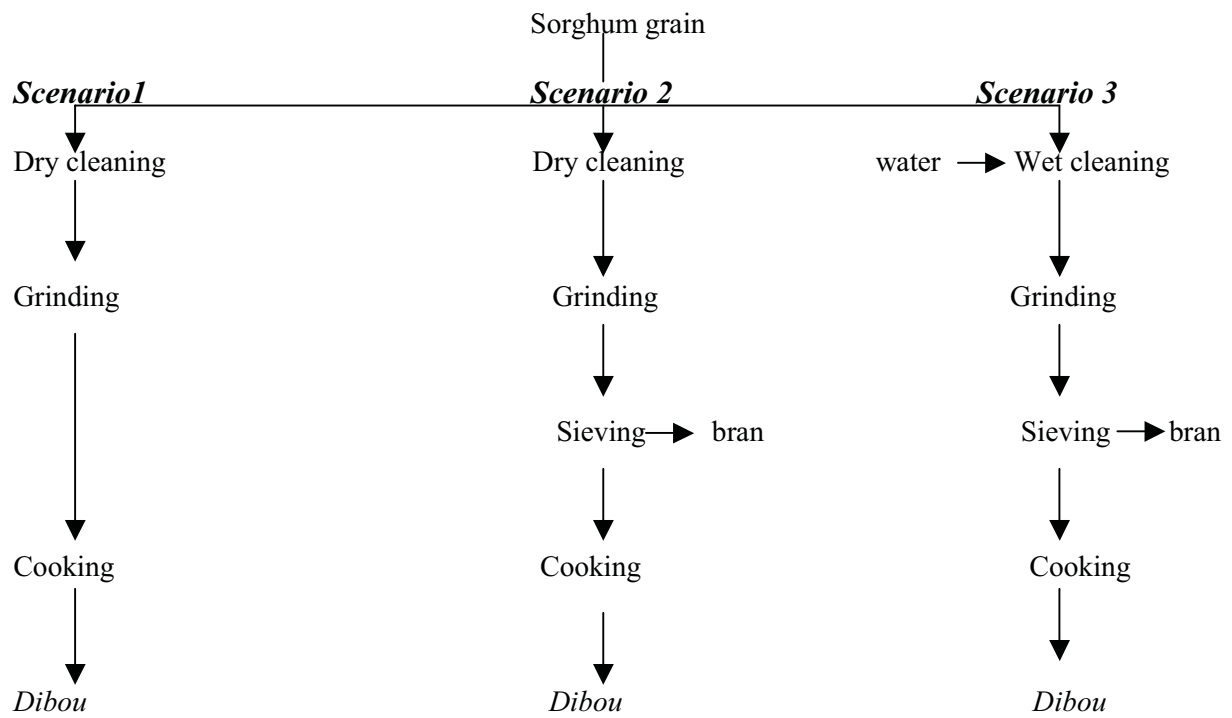 Sorghum grain
Scenario1 Scenario 2 Scenario 3
Dry cleaning Dry cleaning water Wet cleaning
Grinding Grinding Grinding
Sieving bran Sieving bran
Cooking Cooking Cooking
Dibou Dibou Dibou